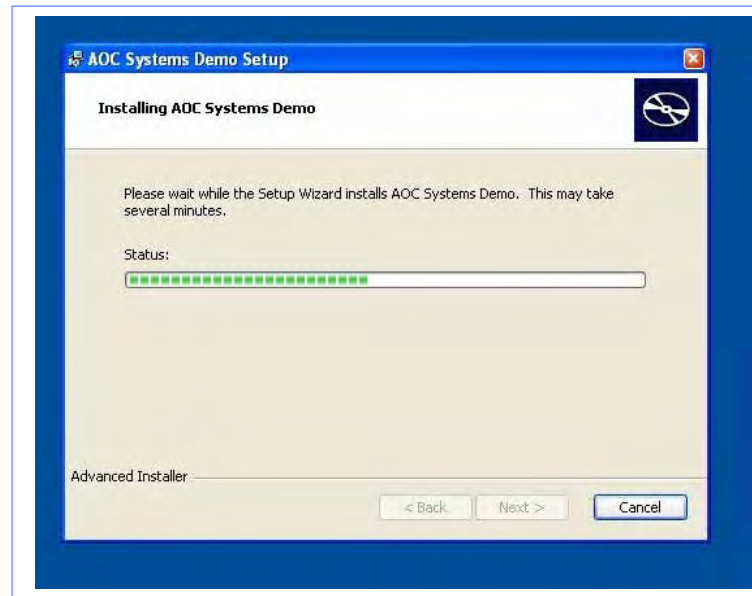 AOC Systems Demo Setup
Installing AOC Systems Demo
Please wait while the Setup Wizard installs AOC Systems Demo. This may take
several minutes.
Status:
Advanced Installer
< Back Next > Cancel